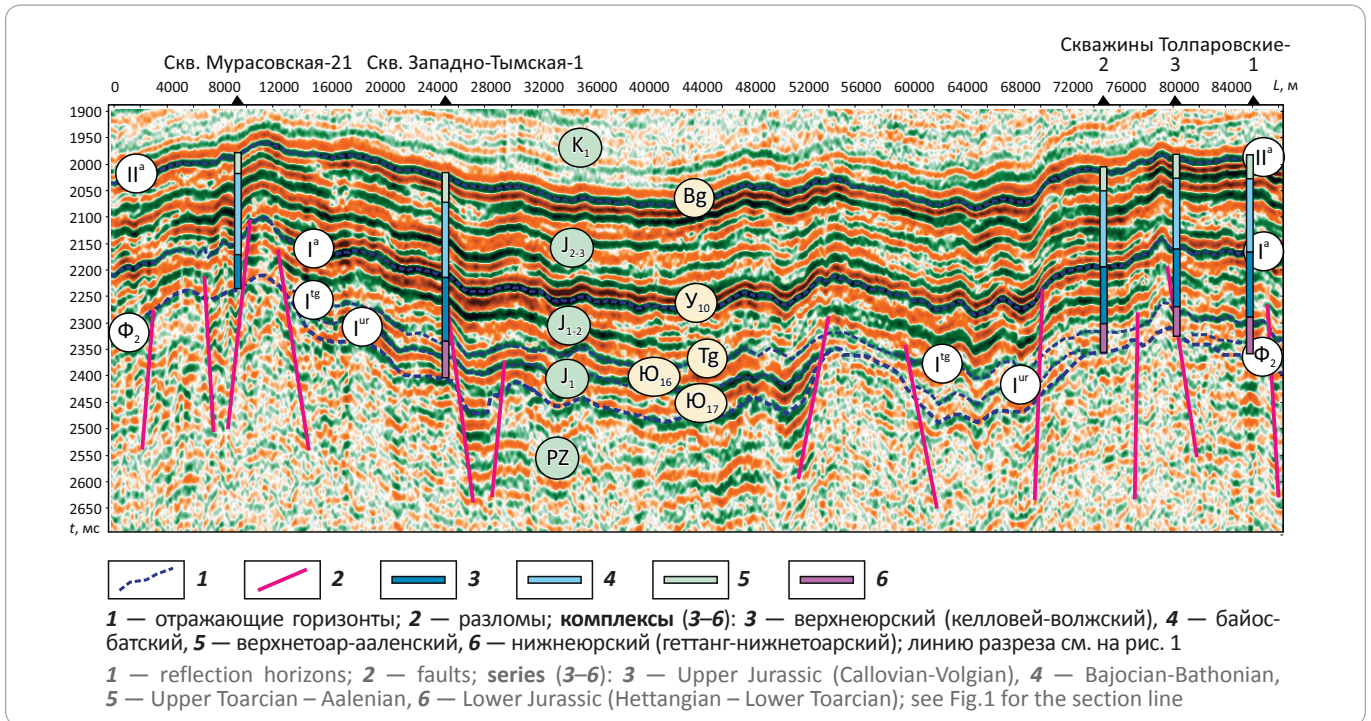 Скважины Толпаровские-
Скв. Мурасовская-21 Скв. Западно-Тымская-1 2 3 1
0 4000 8000 12000 16000 20000 24000 28000 32000 36000 40000 44000 48000 52000 56000 60000 64000 68000 72000 76000 80000 84000 L, м
1900
1950
2000
2050
2100
2150
2200
2250
2300
2350
2400
2450
2500
2550
2600
2650
t, мс
K₁
IIᵃ IIᵃ
Bg
Iᵃ J₂₋₃ Iᵃ
Iᵗᵍ У₁₀
Ф₂ Iᵘʳ J₁₋₂
Tg Iᵗᵍ Ф₂
J₁ Ю₁₆ Iᵘʳ
Ю₁₇
PZ
1 2 3 4 5 6
1 — отражающие горизонты; 2 — разломы; комплексы (3–6): 3 — верхнеюрский (келловей-волжский), 4 — байос-
батский, 5 — верхнетоар-ааленский, 6 — нижнеюрский (геттанг-нижнетоарский); линию разреза см. на рис. 1
1 — reflection horizons; 2 — faults; series (3–6): 3 — Upper Jurassic (Callovian-Volgian), 4 — Bajocian-Bathonian,
5 — Upper Toarcian – Aalenian, 6 — Lower Jurassic (Hettangian – Lower Toarcian); see Fig.1 for the section line